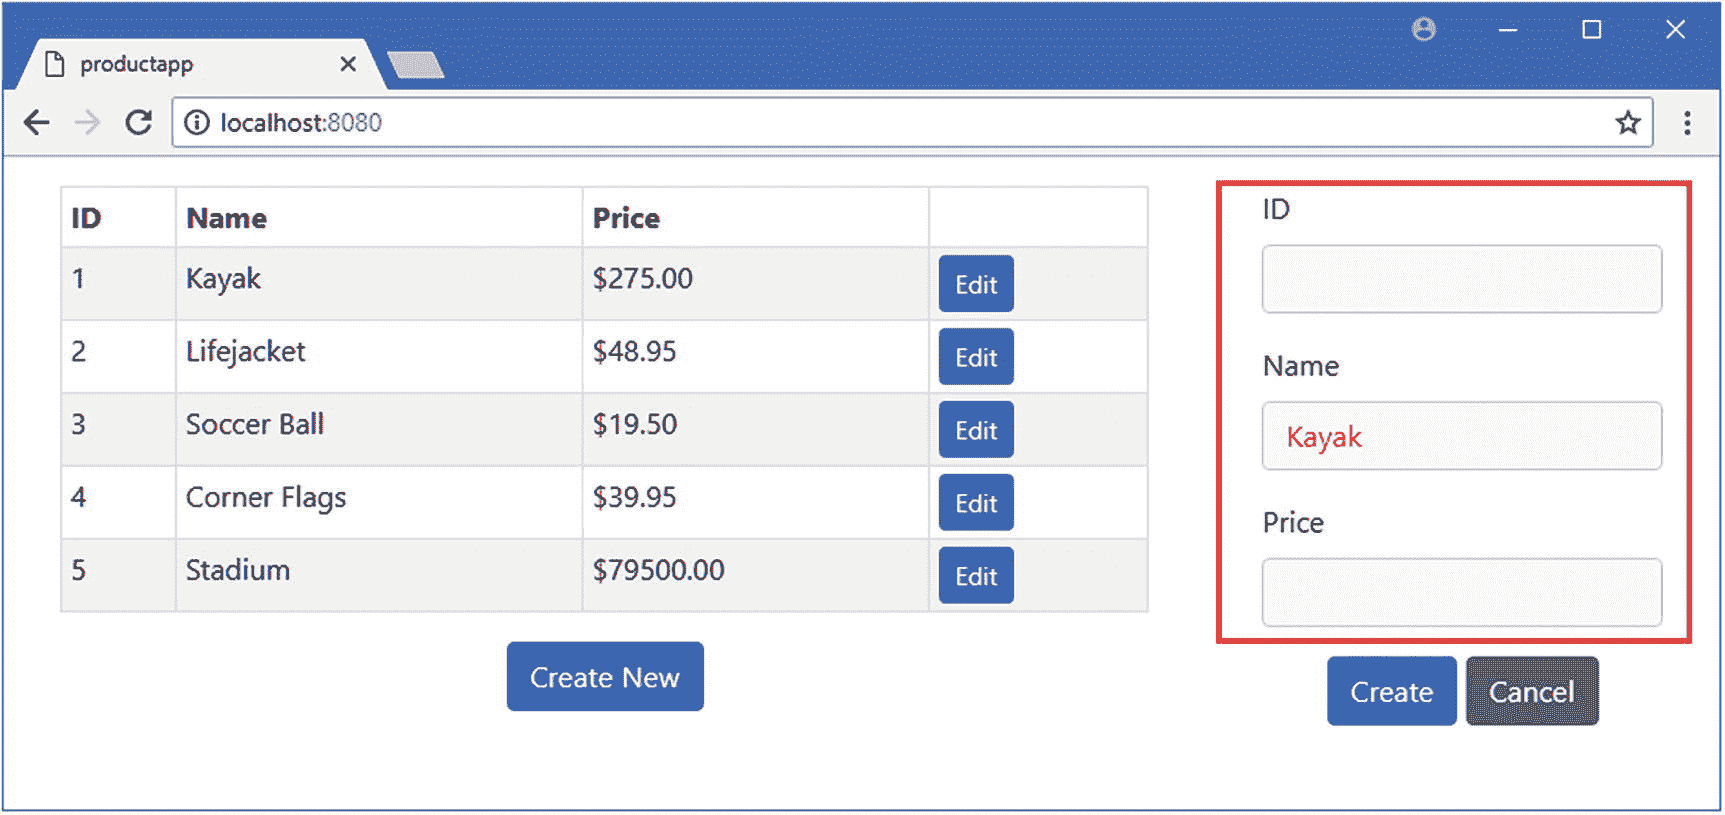 productapp
localhost:8080
ID Name Price
1 Kayak $275.00 Edit
2 Lifejacket $48.95 Edit
3 Soccer Ball $19.50 Edit
4 Corner Flags $39.95 Edit
5 Stadium $79500.00 Edit
Create New
ID
Name
Kayak
Price
Create Cancel